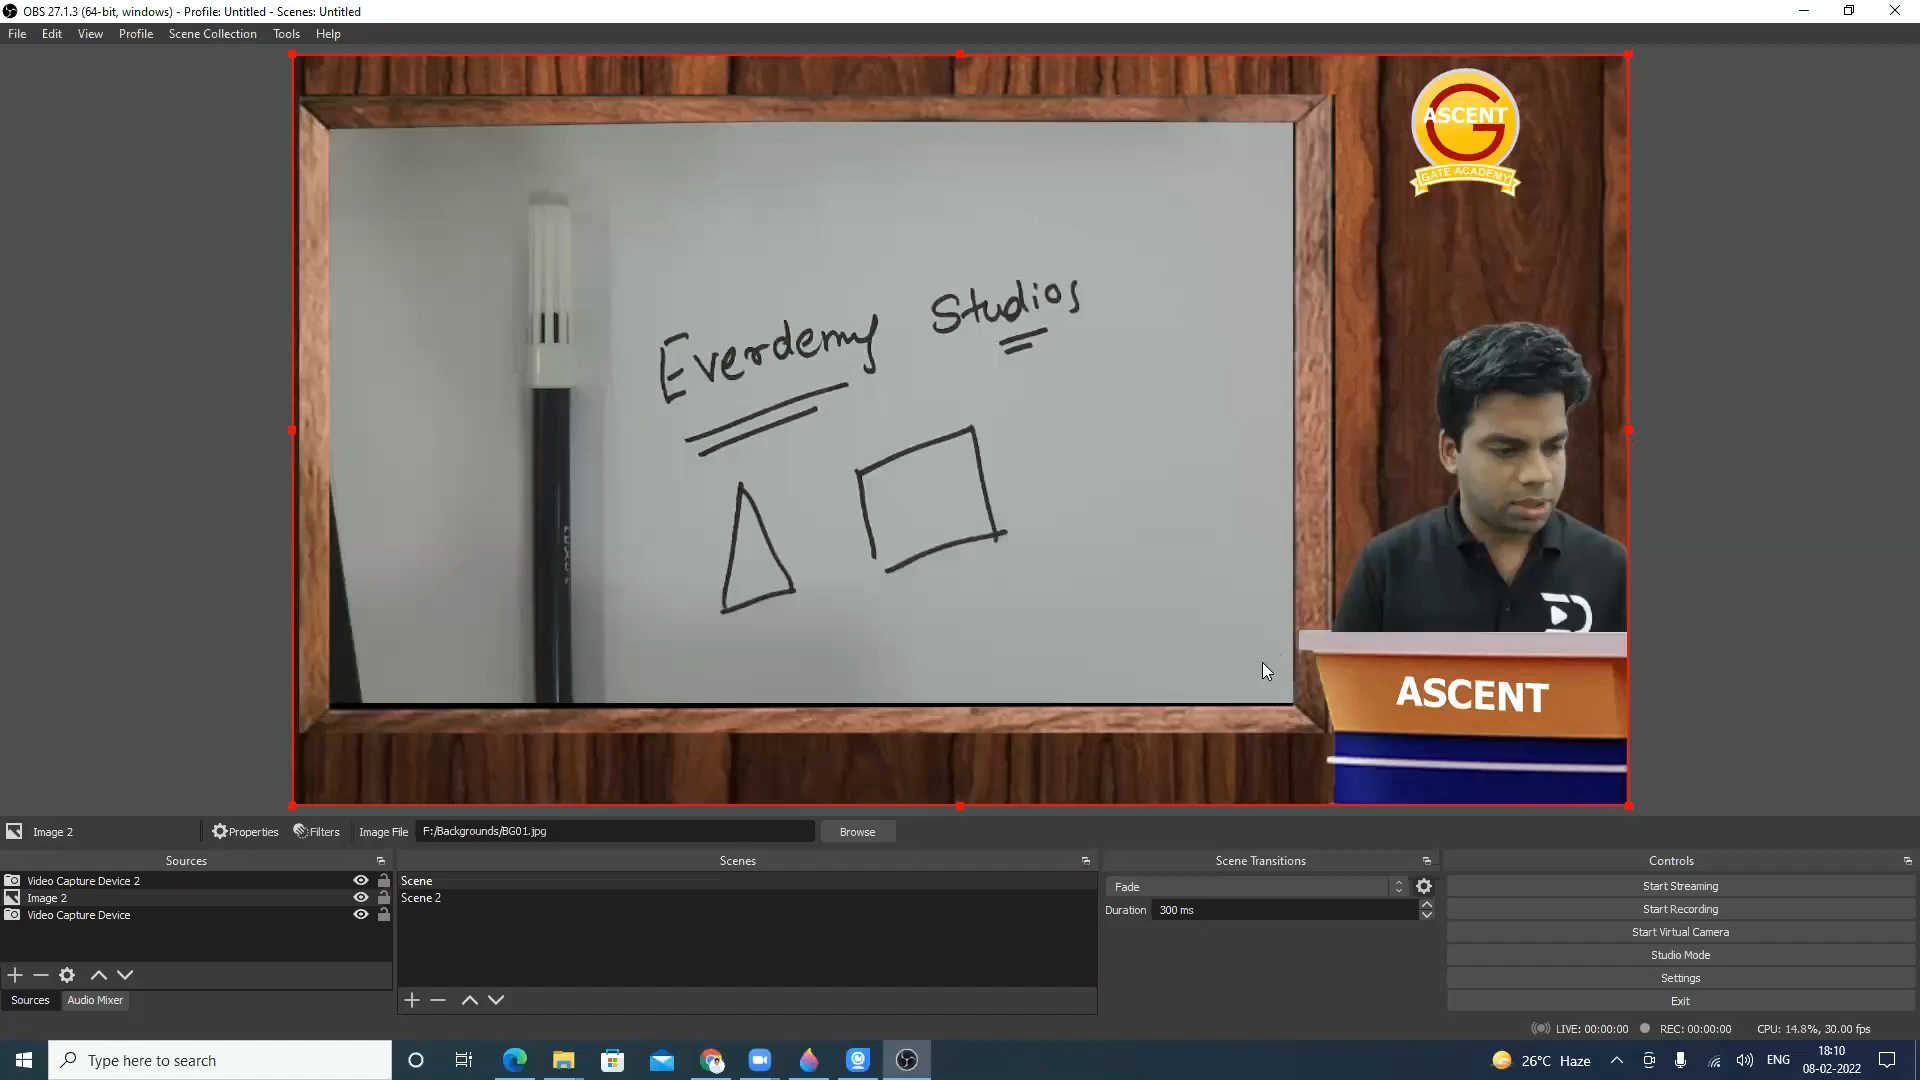 OBS 27.1.3 (64-bit, windows) - Profile: Untitled - Scenes: Untitled
File Edit View Profile Scene Collection Tools Help
ASCENT
G
GATE ACADEMY
Everdemy Studios
ASCENT
Image 2 Properties Filters Image File F:/Backgrounds/BG01.jpg Browse
Sources
Video Capture Device 2
Image 2
Video Capture Device
Sources Audio Mixer
Scenes
Scene
Scene 2
Scene Transitions
Fade
Duration 300 ms
Controls
Start Streaming
Start Recording
Start Virtual Camera
Studio Mode
Settings
Exit
LIVE: 00:00:00 REC: 00:00:00 CPU: 14.8%, 30.00 fps
Type here to search
26°C Haze
ENG
18:10
08-02-2022